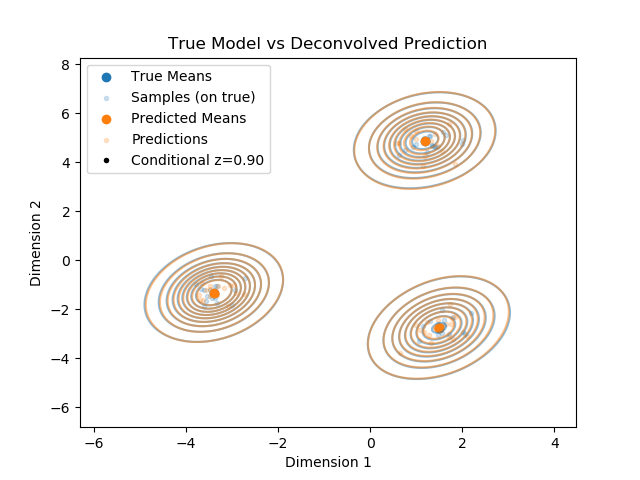 True Model vs Deconvolved Prediction
True Means
Samples (on true)
Predicted Means
Predictions
Conditional z=0.90
8
6
4
2
0
−2
−4
−6
Dimension 2
−6
−4
−2
0
2
4
Dimension 1